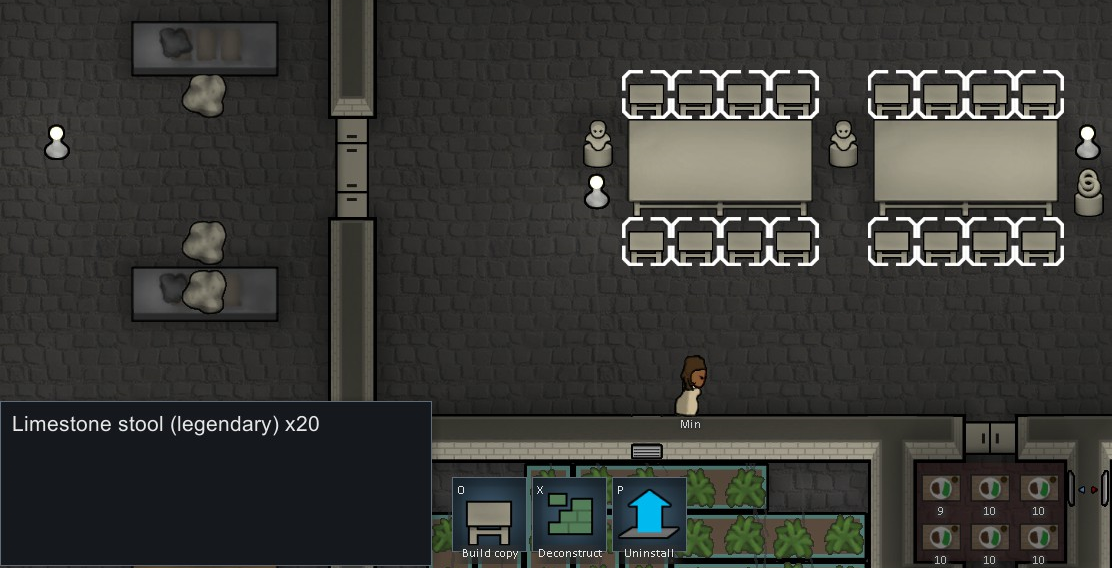 Min
Limestone stool (legendary) x20
O
Build copy
X
Deconstruct
P
Uninstall
9
10
10
10
10
10